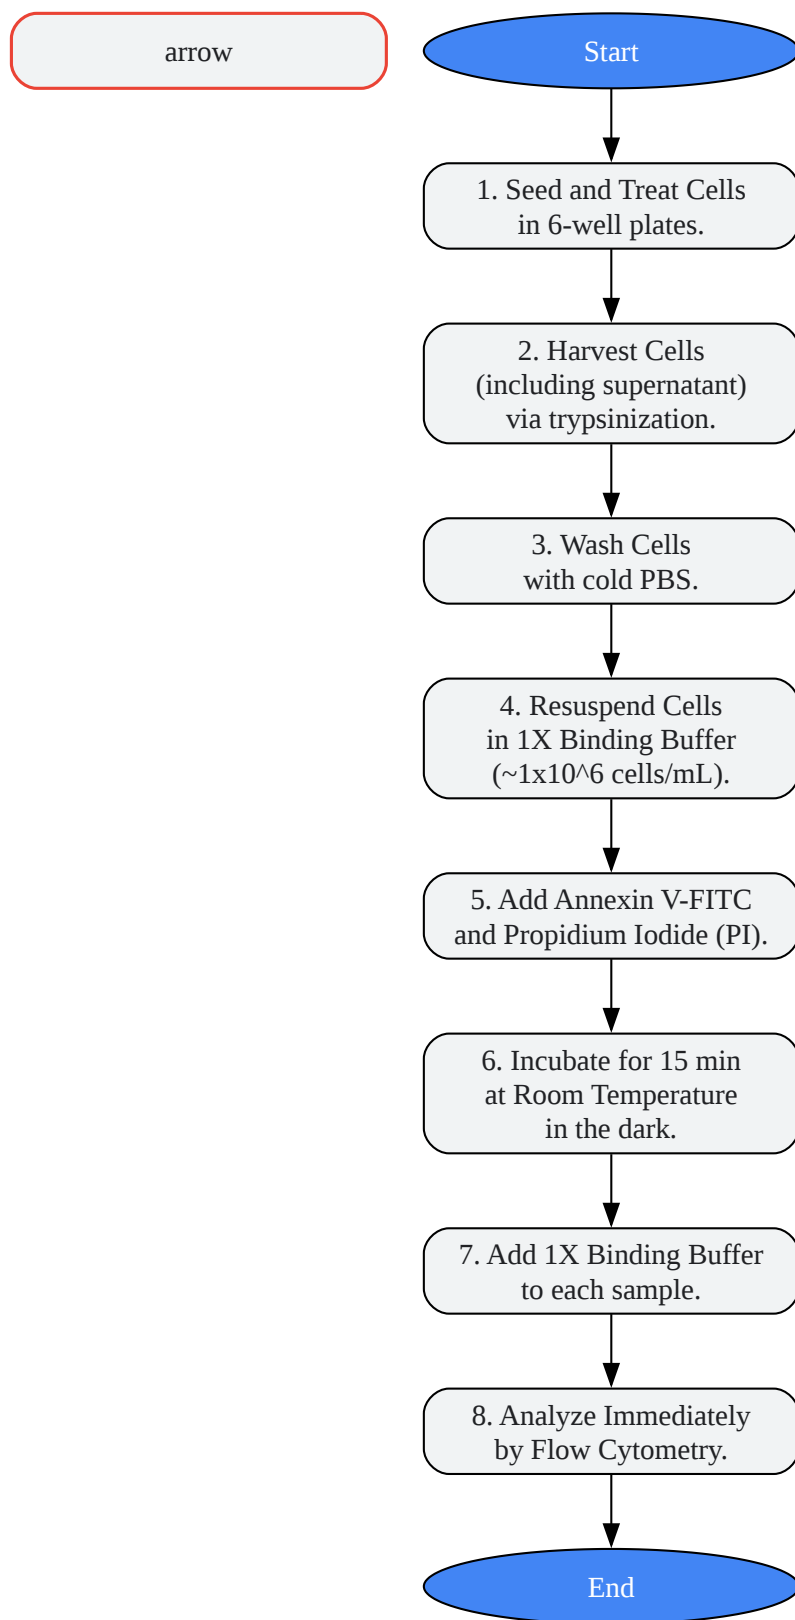 arrow
Start
1. Seed and Treat Cells
in 6-well plates.
2. Harvest Cells
(including supernatant)
via trypsinization.
3. Wash Cells
with cold PBS.
4. Resuspend Cells
in 1X Binding Buffer
(~1x10^6 cells/mL).
5. Add Annexin V-FITC
and Propidium Iodide (PI).
6. Incubate for 15 min
at Room Temperature
in the dark.
7. Add 1X Binding Buffer
to each sample.
8. Analyze Immediately
by Flow Cytometry.
End